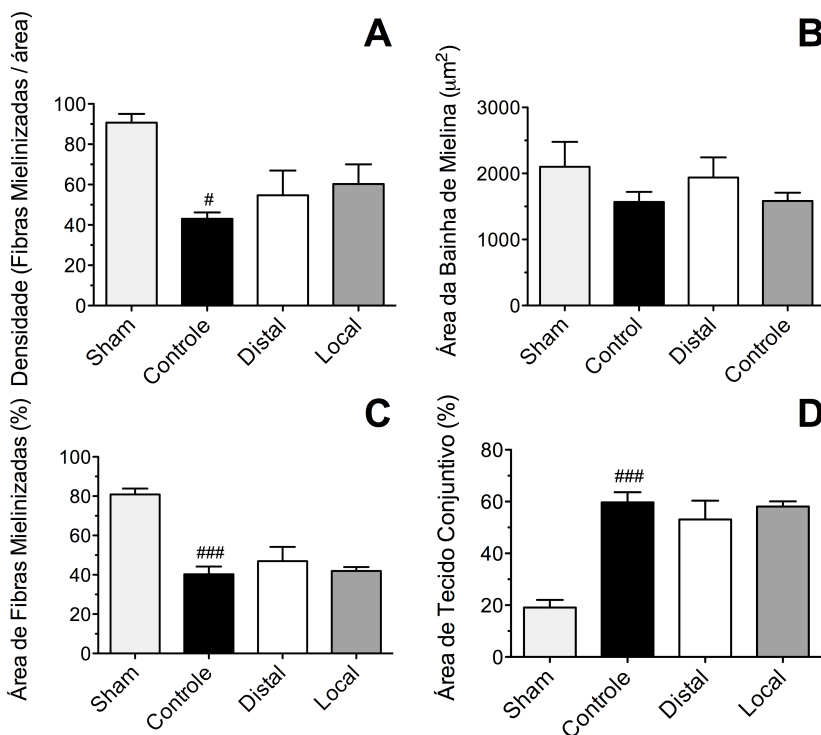 A
Densidade (Fibras Mielinizadas / área)
100
80
60
40
20
0
#
Sham
Controle
Distal
Local
B
Área da Bainha de Mielina (μm²)
3000
2000
1000
0
Sham
Control
Distal
Controle
C
Área de Fibras Mielinizadas (%)
100
80
60
40
20
0
###
Sham
Controle
Distal
Local
D
Área de Tecido Conjuntivo (%)
80
60
40
20
0
###
Sham
Controle
Distal
Local